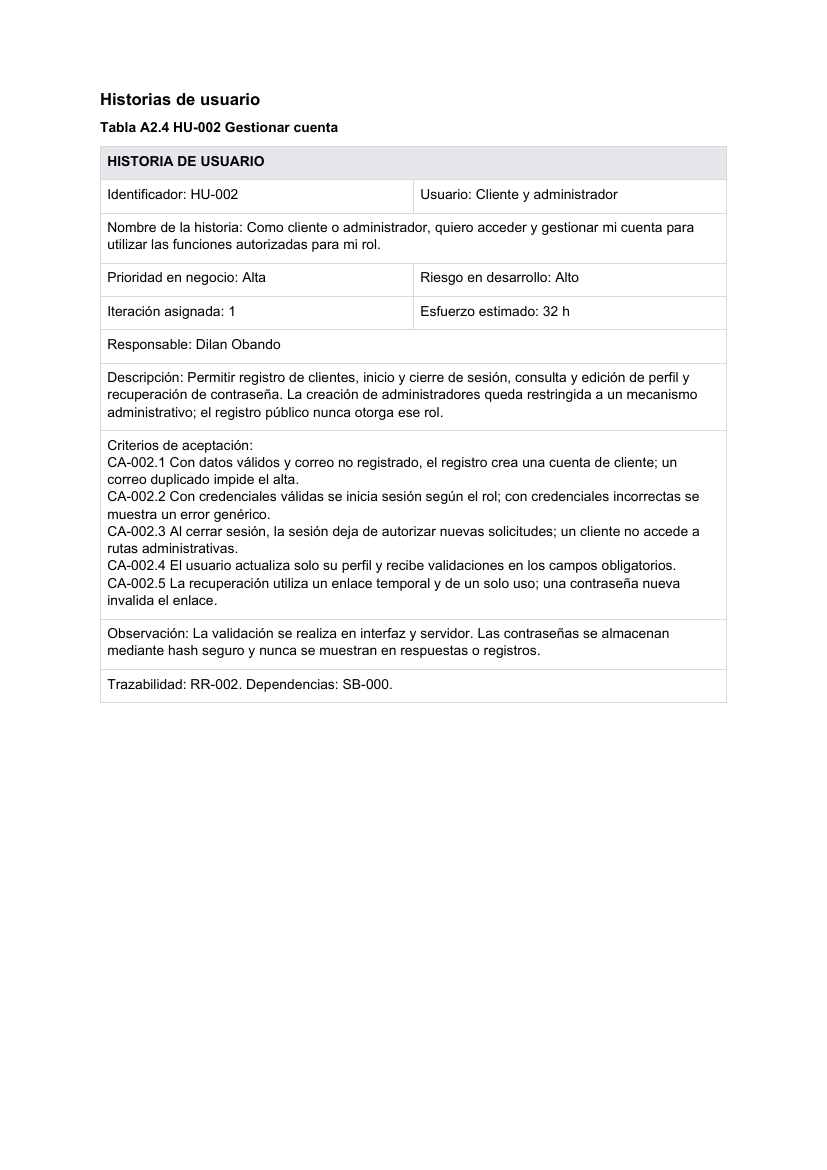 Historias de usuario
Tabla A2.4 HU-002 Gestionar cuenta
HISTORIA DE USUARIO
Identificador: HU-002
Usuario: Cliente y administrador
Nombre de la historia: Como cliente o administrador, quiero acceder y gestionar mi cuenta para
utilizar las funciones autorizadas para mi rol.
Prioridad en negocio: Alta
Riesgo en desarrollo: Alto
Iteración asignada: 1
Esfuerzo estimado: 32 h
Responsable: Dilan Obando
Descripción: Permitir registro de clientes, inicio y cierre de sesión, consulta y edición de perfil y
recuperación de contraseña. La creación de administradores queda restringida a un mecanismo
administrativo; el registro público nunca otorga ese rol.
Criterios de aceptación:
CA-002.1 Con datos válidos y correo no registrado, el registro crea una cuenta de cliente; un
correo duplicado impide el alta.
CA-002.2 Con credenciales válidas se inicia sesión según el rol; con credenciales incorrectas se
muestra un error genérico.
CA-002.3 Al cerrar sesión, la sesión deja de autorizar nuevas solicitudes; un cliente no accede a
rutas administrativas.
CA-002.4 El usuario actualiza solo su perfil y recibe validaciones en los campos obligatorios.
CA-002.5 La recuperación utiliza un enlace temporal y de un solo uso; una contraseña nueva
invalida el enlace.
Observación: La validación se realiza en interfaz y servidor. Las contraseñas se almacenan
mediante hash seguro y nunca se muestran en respuestas o registros.
Trazabilidad: RR-002. Dependencias: SB-000.